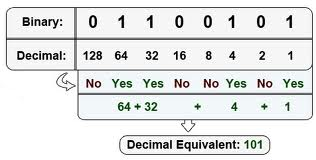 Binary: 0 1 1 0 0 1 0 1
Decimal: 128 64 32 16 8 4 2 1
No Yes Yes No No Yes No Yes
64 + 32 + 4 + 1
Decimal Equivalent: 101